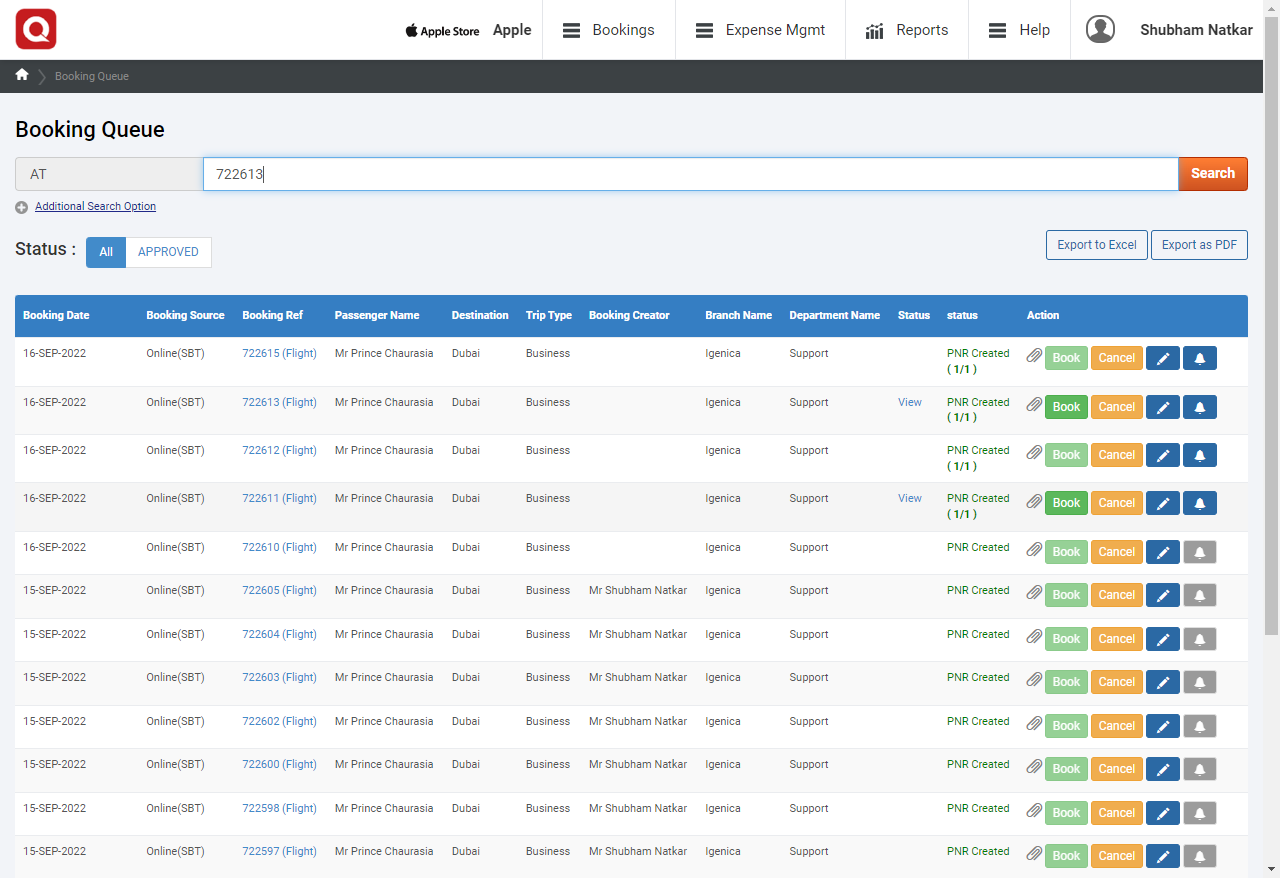 Apple Store Apple Bookings Expense Mgmt Reports Help Shubham Natkar
Booking Queue
Booking Queue
AT 722613 Search
Additional Search Option
Status : All APPROVED Export to Excel Export as PDF
Booking Date Booking Source Booking Ref Passenger Name Destination Trip Type Booking Creator Branch Name Department Name Status status Action
16-SEP-2022 Online(SBT) 722615 (Flight) Mr Prince Chaurasia Dubai Business Igenica Support PNR Created Book Cancel
( 1/1 )
16-SEP-2022 Online(SBT) 722613 (Flight) Mr Prince Chaurasia Dubai Business Igenica Support View PNR Created Book Cancel
( 1/1 )
16-SEP-2022 Online(SBT) 722612 (Flight) Mr Prince Chaurasia Dubai Business Igenica Support PNR Created Book Cancel
( 1/1 )
16-SEP-2022 Online(SBT) 722611 (Flight) Mr Prince Chaurasia Dubai Business Igenica Support View PNR Created Book Cancel
( 1/1 )
16-SEP-2022 Online(SBT) 722610 (Flight) Mr Prince Chaurasia Dubai Business Igenica Support PNR Created Book Cancel
15-SEP-2022 Online(SBT) 722605 (Flight) Mr Prince Chaurasia Dubai Business Mr Shubham Natkar Igenica Support PNR Created Book Cancel
15-SEP-2022 Online(SBT) 722604 (Flight) Mr Prince Chaurasia Dubai Business Mr Shubham Natkar Igenica Support PNR Created Book Cancel
15-SEP-2022 Online(SBT) 722603 (Flight) Mr Prince Chaurasia Dubai Business Mr Shubham Natkar Igenica Support PNR Created Book Cancel
15-SEP-2022 Online(SBT) 722602 (Flight) Mr Prince Chaurasia Dubai Business Mr Shubham Natkar Igenica Support PNR Created Book Cancel
15-SEP-2022 Online(SBT) 722600 (Flight) Mr Prince Chaurasia Dubai Business Mr Shubham Natkar Igenica Support PNR Created Book Cancel
15-SEP-2022 Online(SBT) 722598 (Flight) Mr Prince Chaurasia Dubai Business Mr Shubham Natkar Igenica Support PNR Created Book Cancel
15-SEP-2022 Online(SBT) 722597 (Flight) Mr Prince Chaurasia Dubai Business Mr Shubham Natkar Igenica Support PNR Created Book Cancel